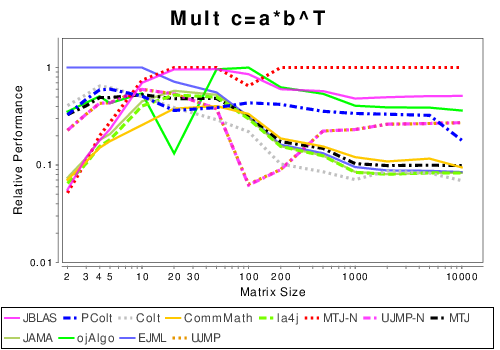 Mult c=a*b^T
Relative Performance
1
0.1
0.01
2 3 4 5 10 20 30 100 200 1000 10000
Matrix Size
JBLAS PColt Colt CommMath la4j MTJ-N UJMP-N MTJ
JAMA ojAlgo EJML UJMP